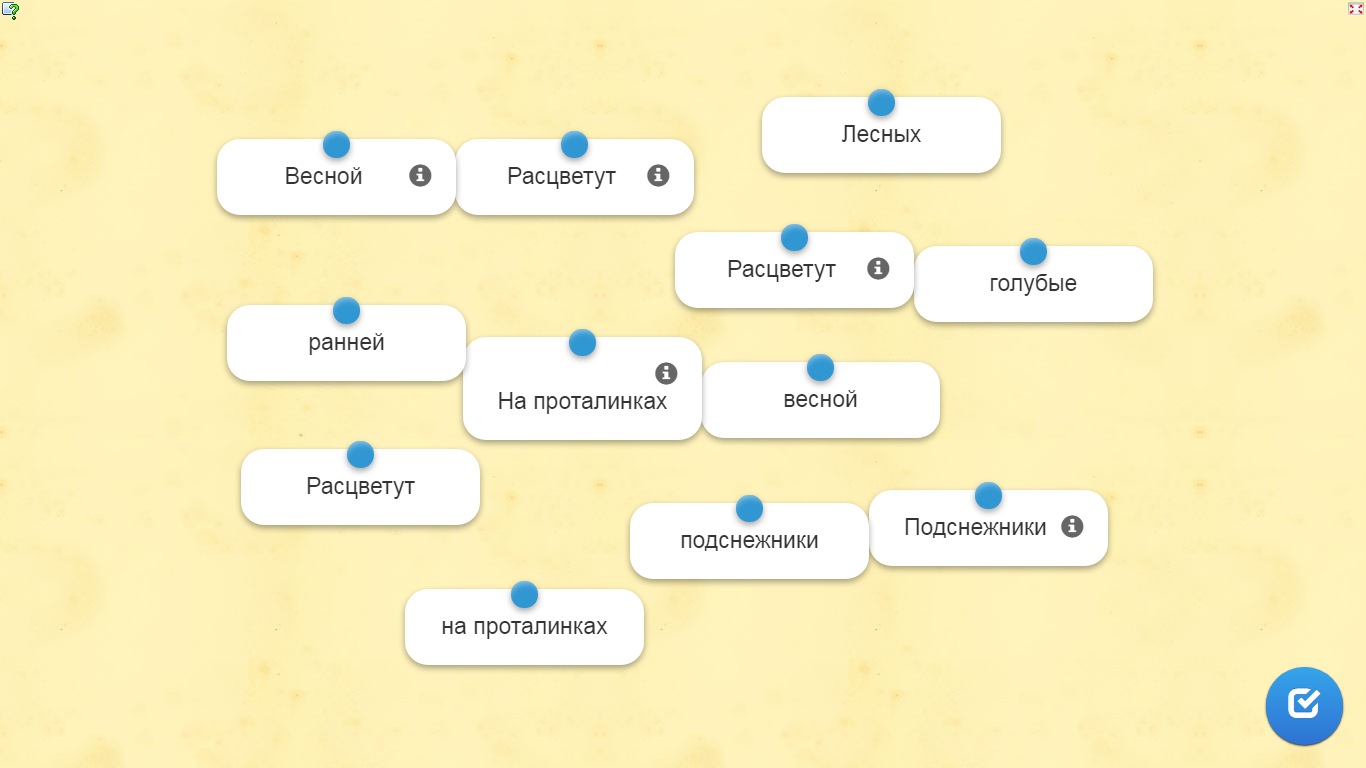 Лесных
Весной
Расцветут
Расцветут
голубые
ранней
На проталинках
весной
Расцветут
подснежники
Подснежники
на проталинках